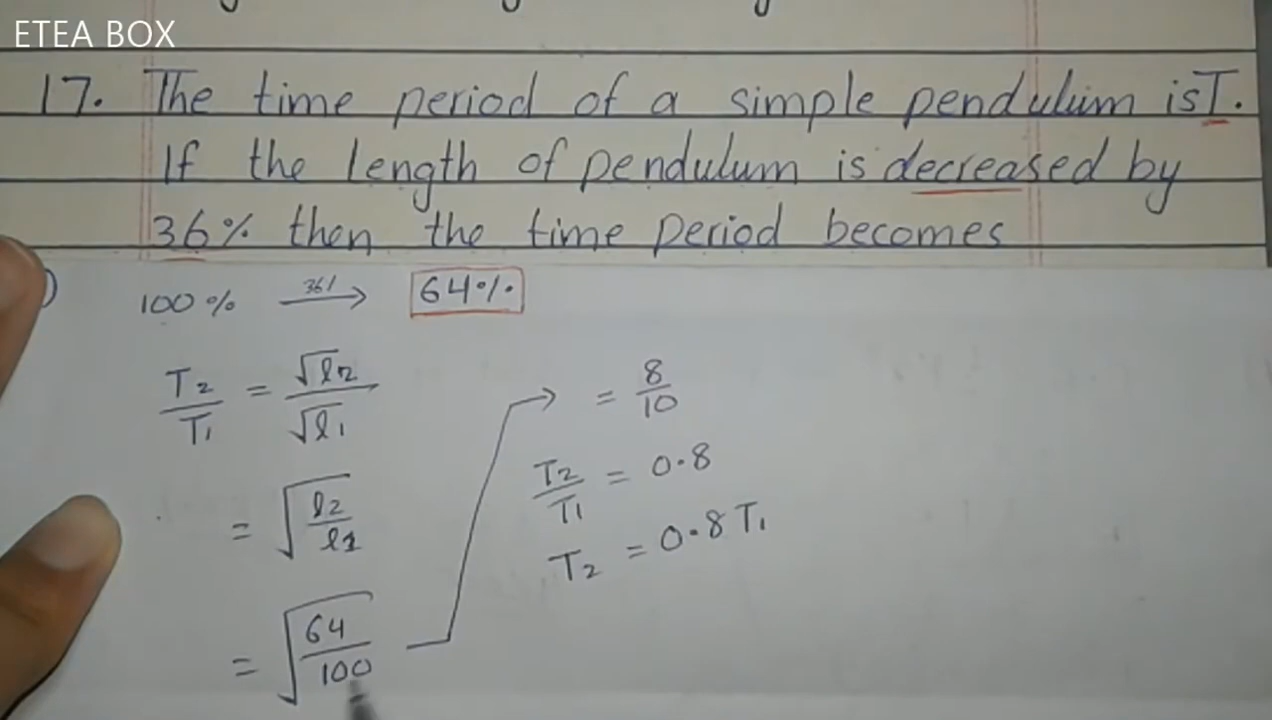 ETEA BOX
17. The time period of a simple pendulum is T.
If the length of pendulum is decreased by
36% then the time period becomes
100% 36% → 64%
T₂/T₁ = √l₂/√l₁
= √(l₂/l₁)
= √(64/100)
→ = 8/10
T₂/T₁ = 0.8
T₂ = 0.8 T₁